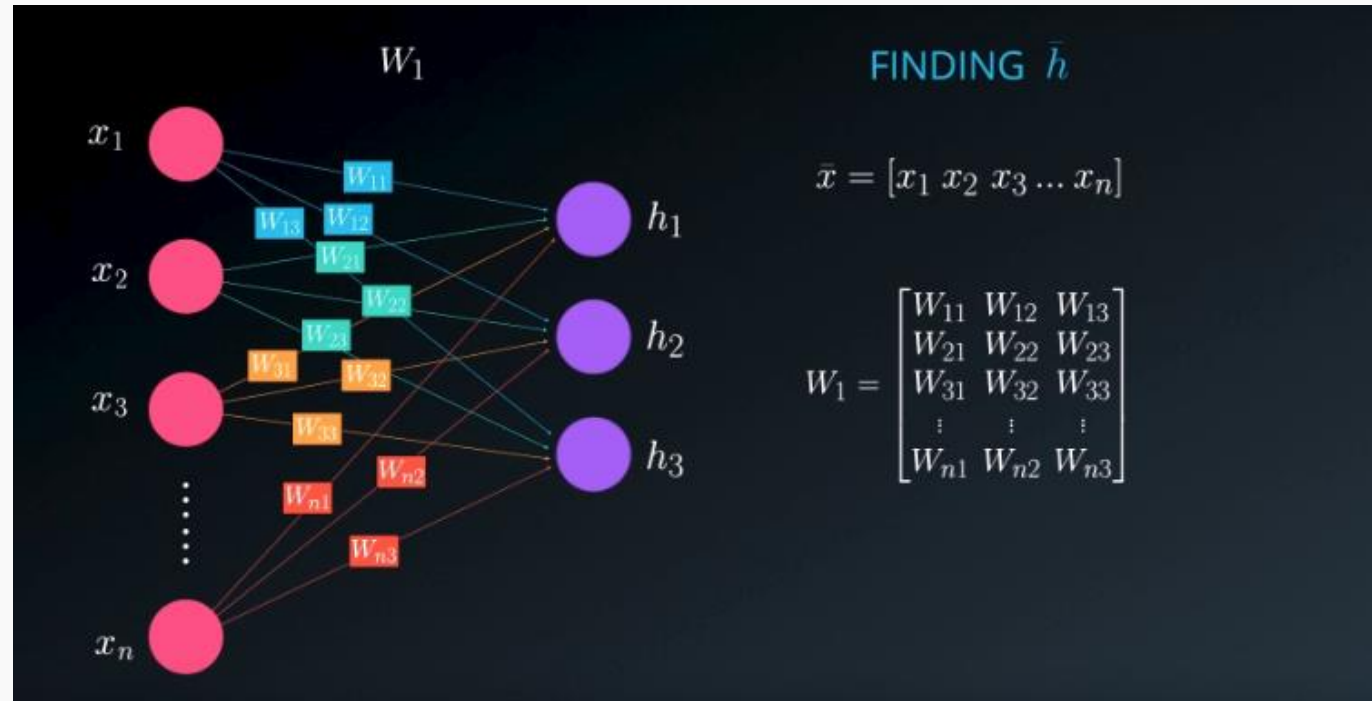 W₁
FINDING h̄
x₁
x₂
x₃
xₙ
W₁₁
W₁₂
W₁₃
W₂₁
W₂₂
W₂₃
W₃₁
W₃₂
W₃₃
Wₙ₁
Wₙ₂
Wₙ₃
h₁
h₂
h₃
x̄ = [x₁ x₂ x₃ ... xₙ]
W₁ =
W₁₁ W₁₂ W₁₃
W₂₁ W₂₂ W₂₃
W₃₁ W₃₂ W₃₃
⋮ ⋮ ⋮
Wₙ₁ Wₙ₂ Wₙ₃